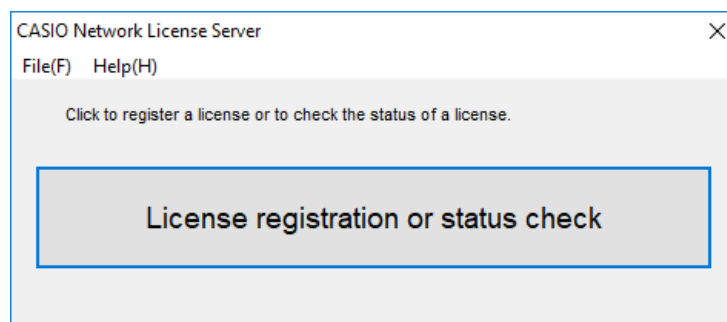 CASIO Network License Server
File(F) Help(H)
Click to register a license or to check the status of a license.
License registration or status check